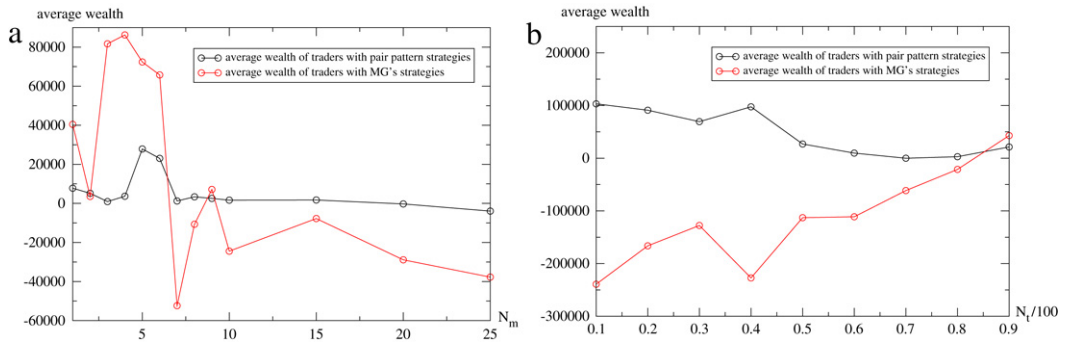 average wealth
a
80000
60000
40000
20000
0
-20000
-40000
-60000
5
10
15
20
25
N_m
average wealth of traders with pair pattern strategies
average wealth of traders with MG's strategies
average wealth
b
200000
100000
0
-100000
-200000
-300000
0.1
0.2
0.3
0.4
0.5
0.6
0.7
0.8
0.9
N_t/100
average wealth of traders with pair pattern strategies
average wealth of traders with MG's strategies